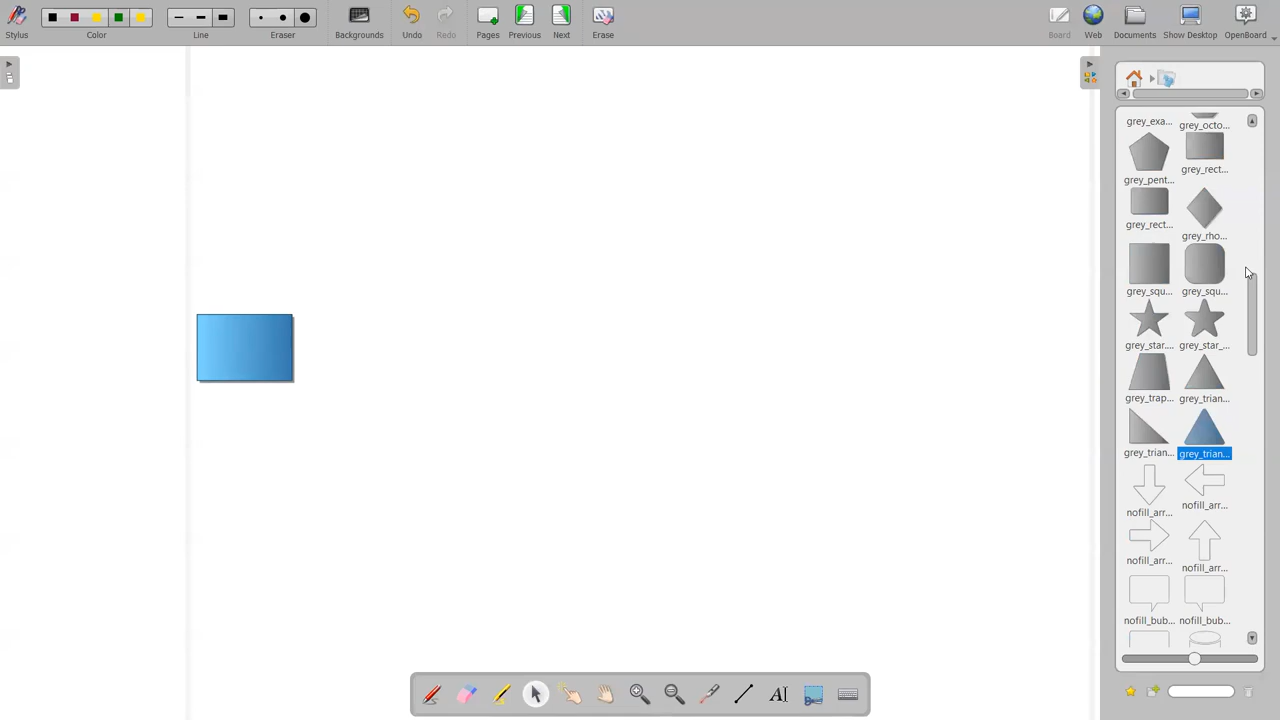 Stylus Color Line Eraser Backgrounds Undo Redo Pages Previous Next Erase Board Web Documents Show Desktop OpenBoard
grey_exa... grey_octo...
grey_pent... grey_rect...
grey_rect... grey_rho...
grey_squ... grey_squ...
grey_star.... grey_star_...
grey_trap... grey_trian...
grey_trian... grey_trian...
nofill_arr... nofill_arr...
nofill_arr... nofill_arr...
nofill_bub... nofill_bub...
AI